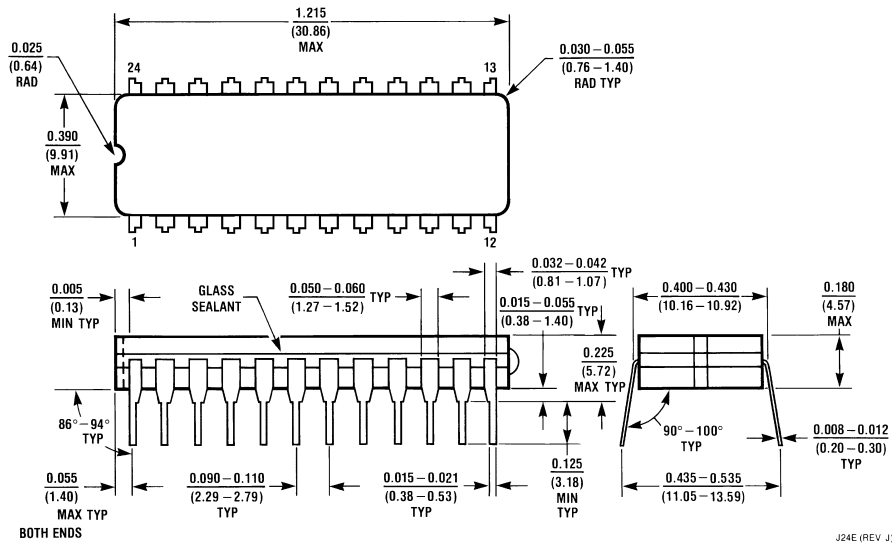 1.215
(30.86)
MAX
0.025
(0.64)
RAD
24
13
0.030 – 0.055
(0.76 – 1.40)
RAD TYP
0.390
(9.91)
MAX
1
12
0.005
(0.13)
MIN TYP
GLASS
SEALANT
0.050 – 0.060
(1.27 – 1.52)
TYP
0.032 – 0.042
(0.81 – 1.07)
TYP
0.015 – 0.055
(0.38 – 1.40)
TYP
0.400 – 0.430
(10.16 – 10.92)
0.180
(4.57)
MAX
0.225
(5.72)
MAX TYP
86° – 94°
TYP
90° – 100°
TYP
0.008 – 0.012
(0.20 – 0.30)
TYP
0.055
(1.40)
MAX TYP
BOTH ENDS
0.090 – 0.110
(2.29 – 2.79)
TYP
0.015 – 0.021
(0.38 – 0.53)
TYP
0.125
(3.18)
MIN
TYP
0.435 – 0.535
(11.05 – 13.59)
J24E (REV J)